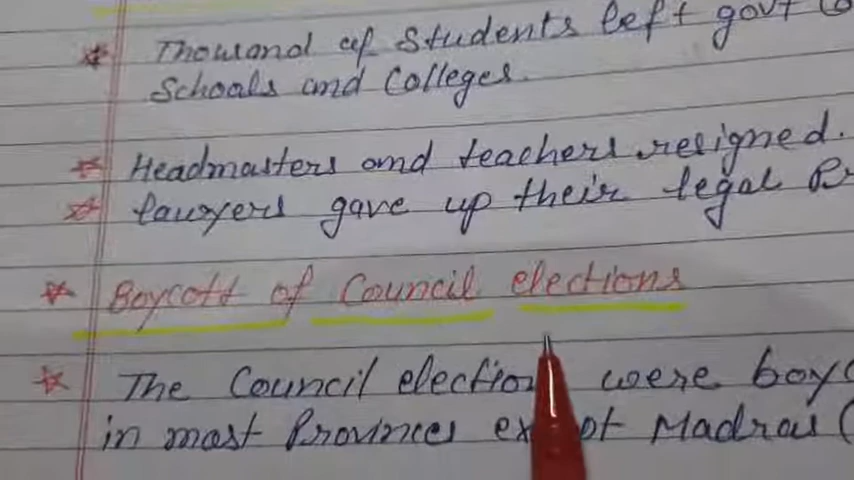 * Thousand of Students left govt
Schools and Colleges.
* Headmasters and teachers resigned.
* lawyers gave up their legal
* Boycott of Council elections
* The Council election were
in most Provinces Madras (